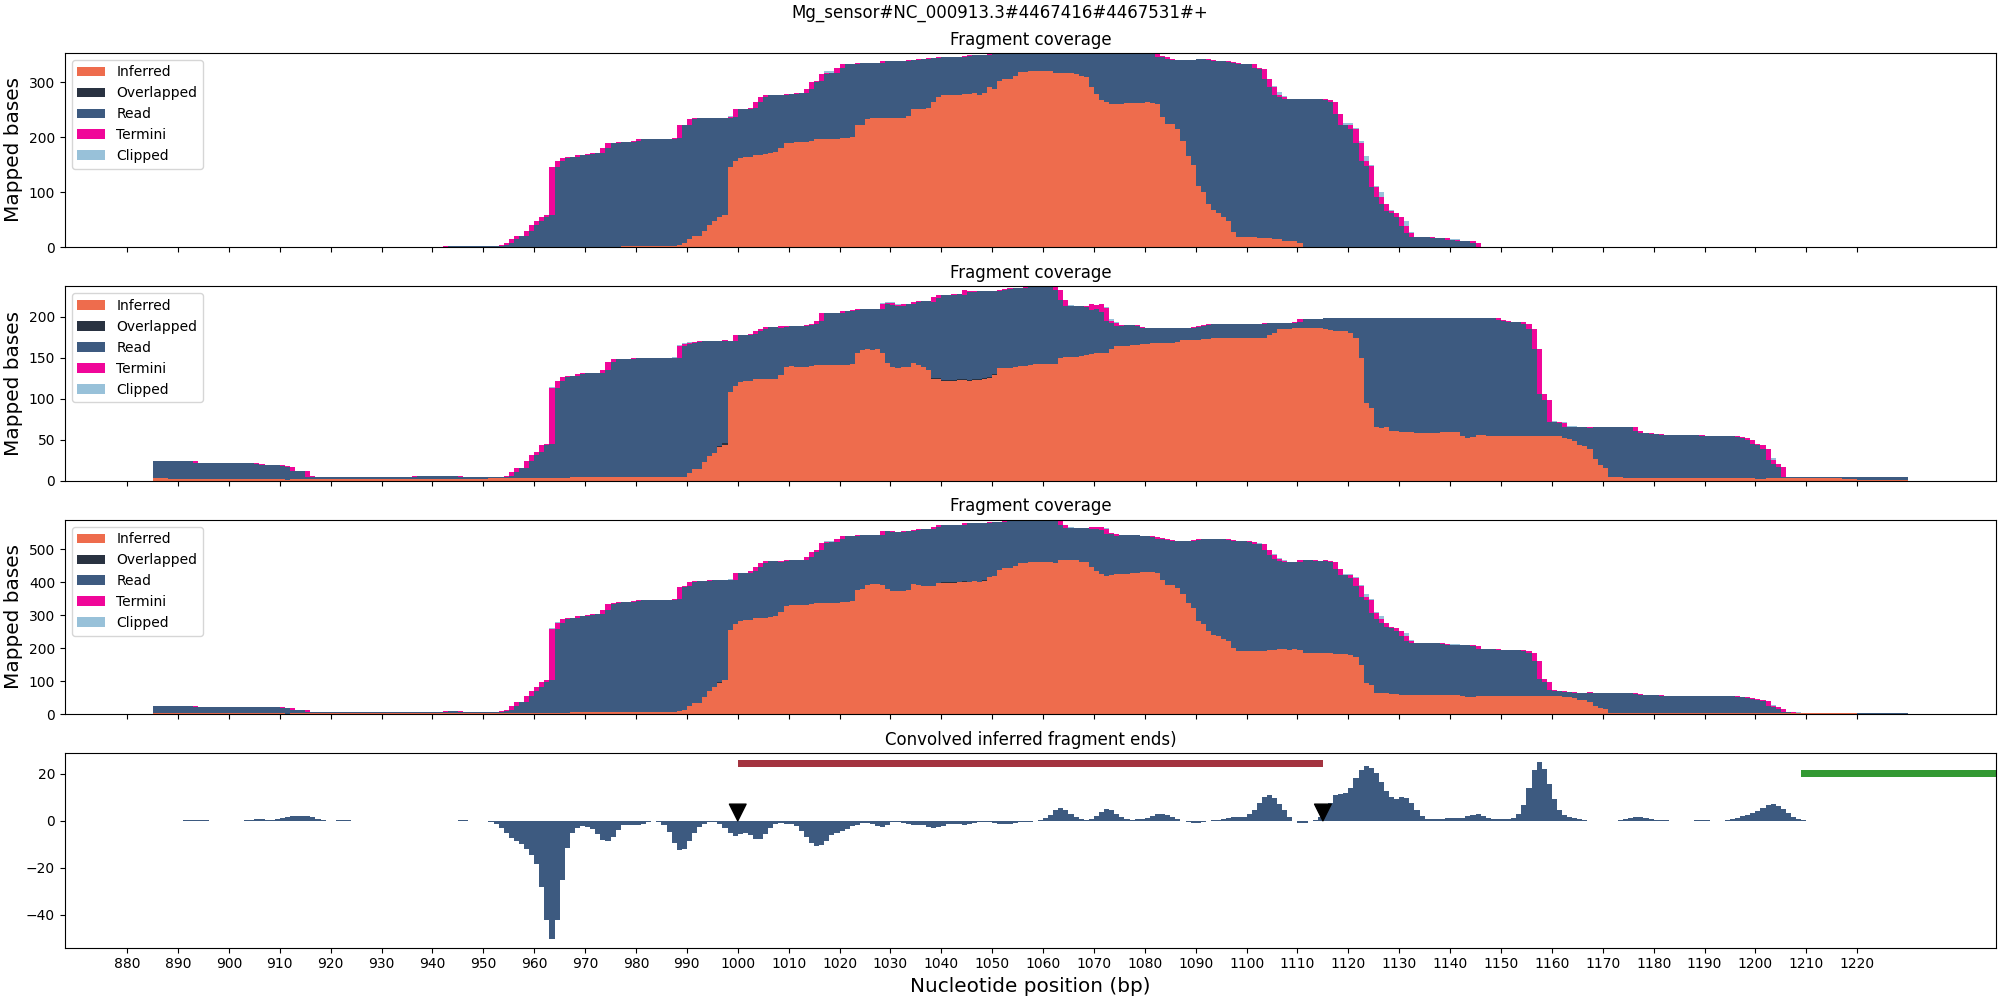 Mg_sensor#NC_000913.3#4467416#4467531#+
Fragment coverage
Mapped bases
300
200
100
0
Inferred
Overlapped
Read
Termini
Clipped
Fragment coverage
Mapped bases
200
150
100
50
0
Inferred
Overlapped
Read
Termini
Clipped
Fragment coverage
Mapped bases
500
400
300
200
100
0
Inferred
Overlapped
Read
Termini
Clipped
Convolved inferred fragment ends)
20
0
−20
−40
880 890 900 910 920 930 940 950 960 970 980 990 1000 1010 1020 1030 1040 1050 1060 1070 1080 1090 1100 1110 1120 1130 1140 1150 1160 1170 1180 1190 1200 1210 1220
Nucleotide position (bp)